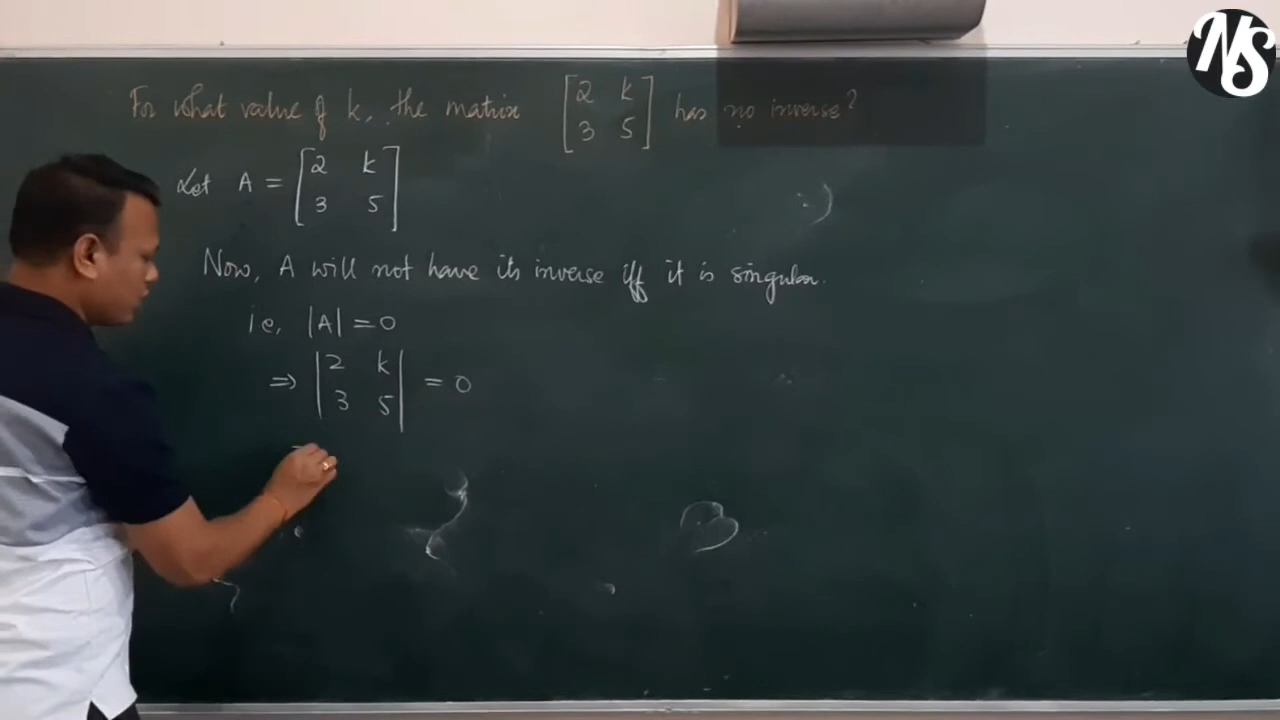 NS
For what value of k, the matrix [2 k
3 5] has no inverse?
Let A = [2 k
3 5]
Now, A will not have its inverse iff it is singular.
ie, |A| = 0
⇒ |2 k
3 5| = 0